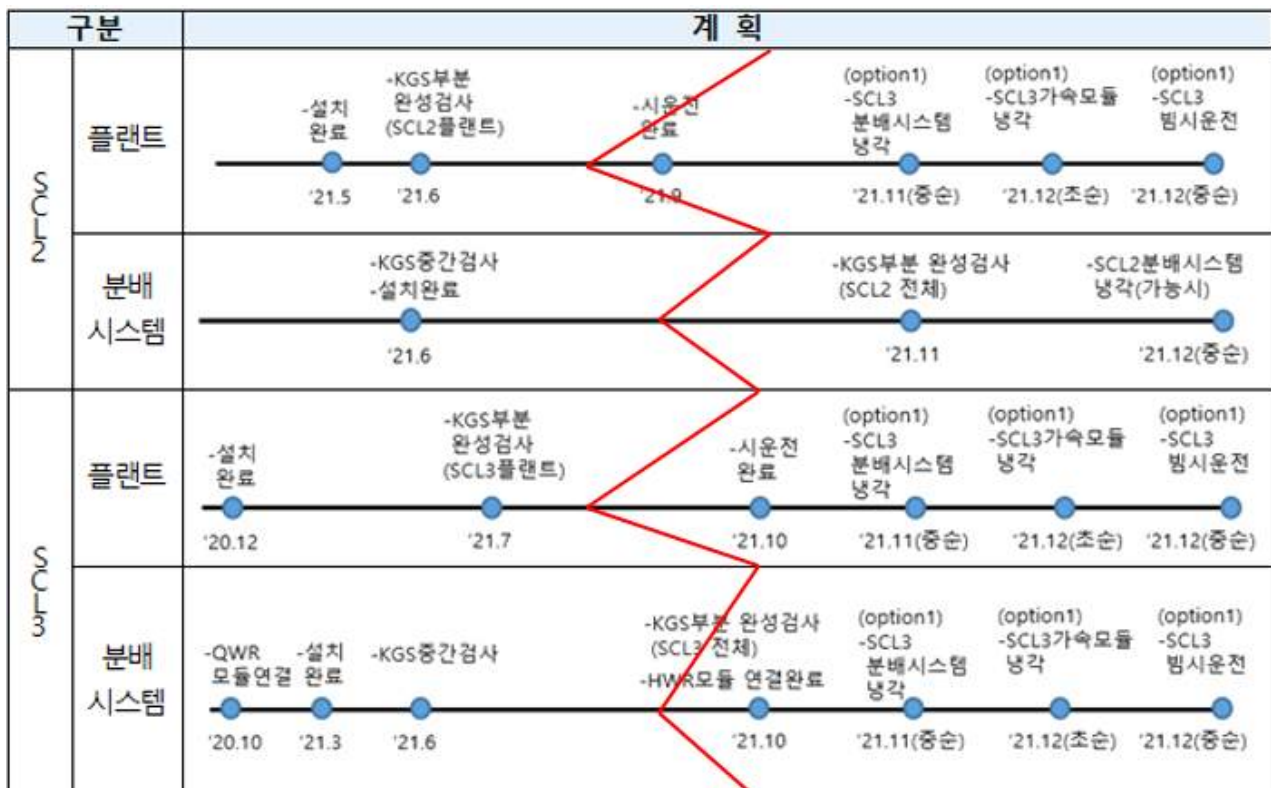 구분
계 획
SCL2
플랜트
-설치
완료
'21.5
-KGS부분
완성검사
(SCL2플랜트)
'21.6
-시운전
완료
'21.9
(option1)
-SCL3
분배시스템
냉각
'21.11(중순)
(option1)
-SCL3가속모듈
냉각
'21.12(초순)
(option1)
-SCL3
빔시운전
'21.12(중순)
분배
시스템
-KGS중간검사
-설치완료
'21.6
-KGS부분 완성검사
(SCL2 전체)
'21.11
-SCL2분배시스템
냉각(가능시)
'21.12(중순)
SCL3
플랜트
-설치
완료
'20.12
-KGS부분
완성검사
(SCL3플랜트)
'21.7
-시운전
완료
'21.10
(option1)
-SCL3
분배시스템
냉각
'21.11(중순)
(option1)
-SCL3가속모듈
냉각
'21.12(초순)
(option1)
-SCL3
빔시운전
'21.12(중순)
분배
시스템
-QWR
모듈연결
'20.10
-설치
완료
'21.3
-KGS중간검사
'21.6
-KGS부분 완성검사
(SCL3 전체)
-HWR모듈 연결완료
'21.10
(option1)
-SCL3
분배시스템
냉각
'21.11(중순)
(option1)
-SCL3가속모듈
냉각
'21.12(초순)
(option1)
-SCL3
빔시운전
'21.12(중순)